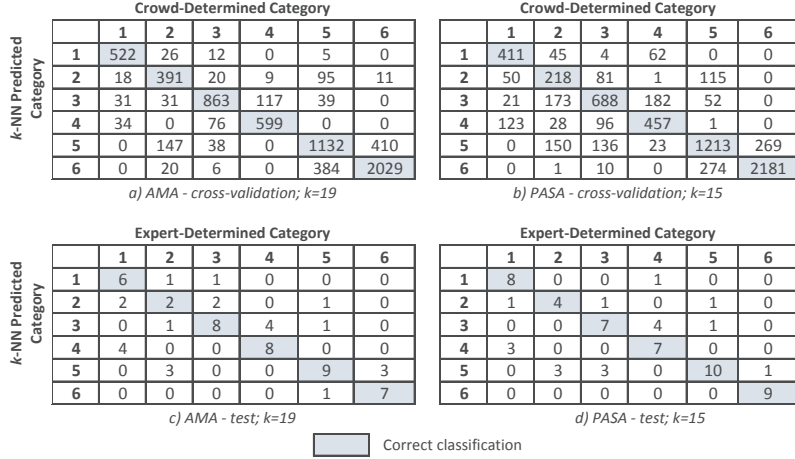 Crowd-Determined Category Crowd-Determined Category
1 2 3 4 5 6 1 2 3 4 5 6
k-NN Predicted Category
1 522 26 12 0 5 0 1 411 45 4 62 0 0
2 18 391 20 9 95 11 2 50 218 81 1 115 0
3 31 31 863 117 39 0 3 21 173 688 182 52 0
4 34 0 76 599 0 0 4 123 28 96 457 1 0
5 0 147 38 0 1132 410 5 0 150 136 23 1213 269
6 0 20 6 0 384 2029 6 0 1 10 0 274 2181
a) AMA - cross-validation; k=19 b) PASA - cross-validation; k=15
Expert-Determined Category Expert-Determined Category
1 2 3 4 5 6 1 2 3 4 5 6
k-NN Predicted Category
1 6 1 1 0 0 0 1 8 0 0 1 0 0
2 2 2 2 0 1 0 2 1 4 1 0 1 0
3 0 1 8 4 1 0 3 0 0 7 4 1 0
4 4 0 0 8 0 0 4 3 0 0 7 0 0
5 0 3 0 0 9 3 5 0 3 3 0 10 1
6 0 0 0 0 1 7 6 0 0 0 0 0 9
c) AMA - test; k=19 d) PASA - test; k=15
Correct classification